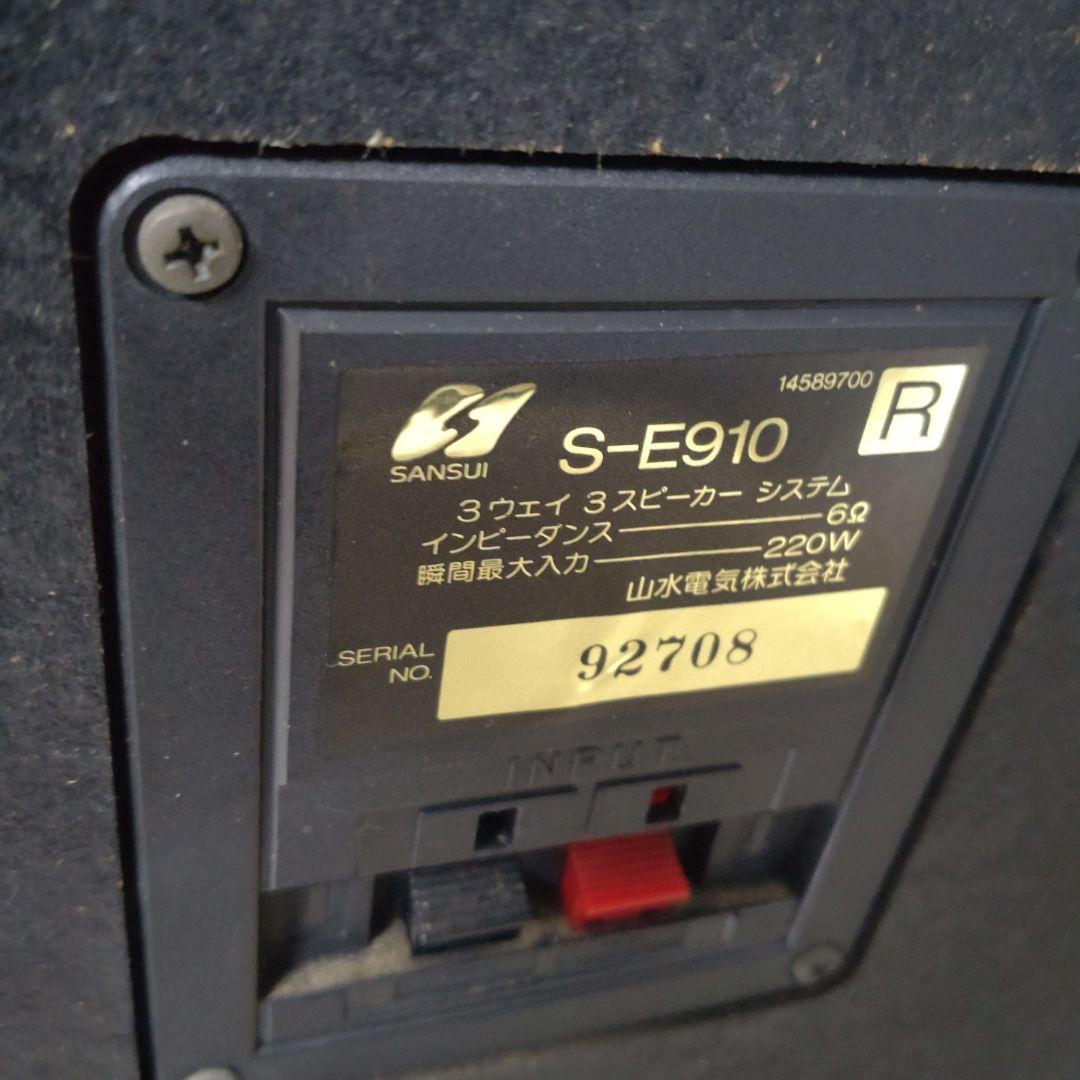 14589700
R
SANSUI
S-E910
3ウェイ 3スピーカー システム
インピーダンス 6Ω
瞬間最大入力 220W
山水電気株式会社
SERIAL NO. 92708
INPUT